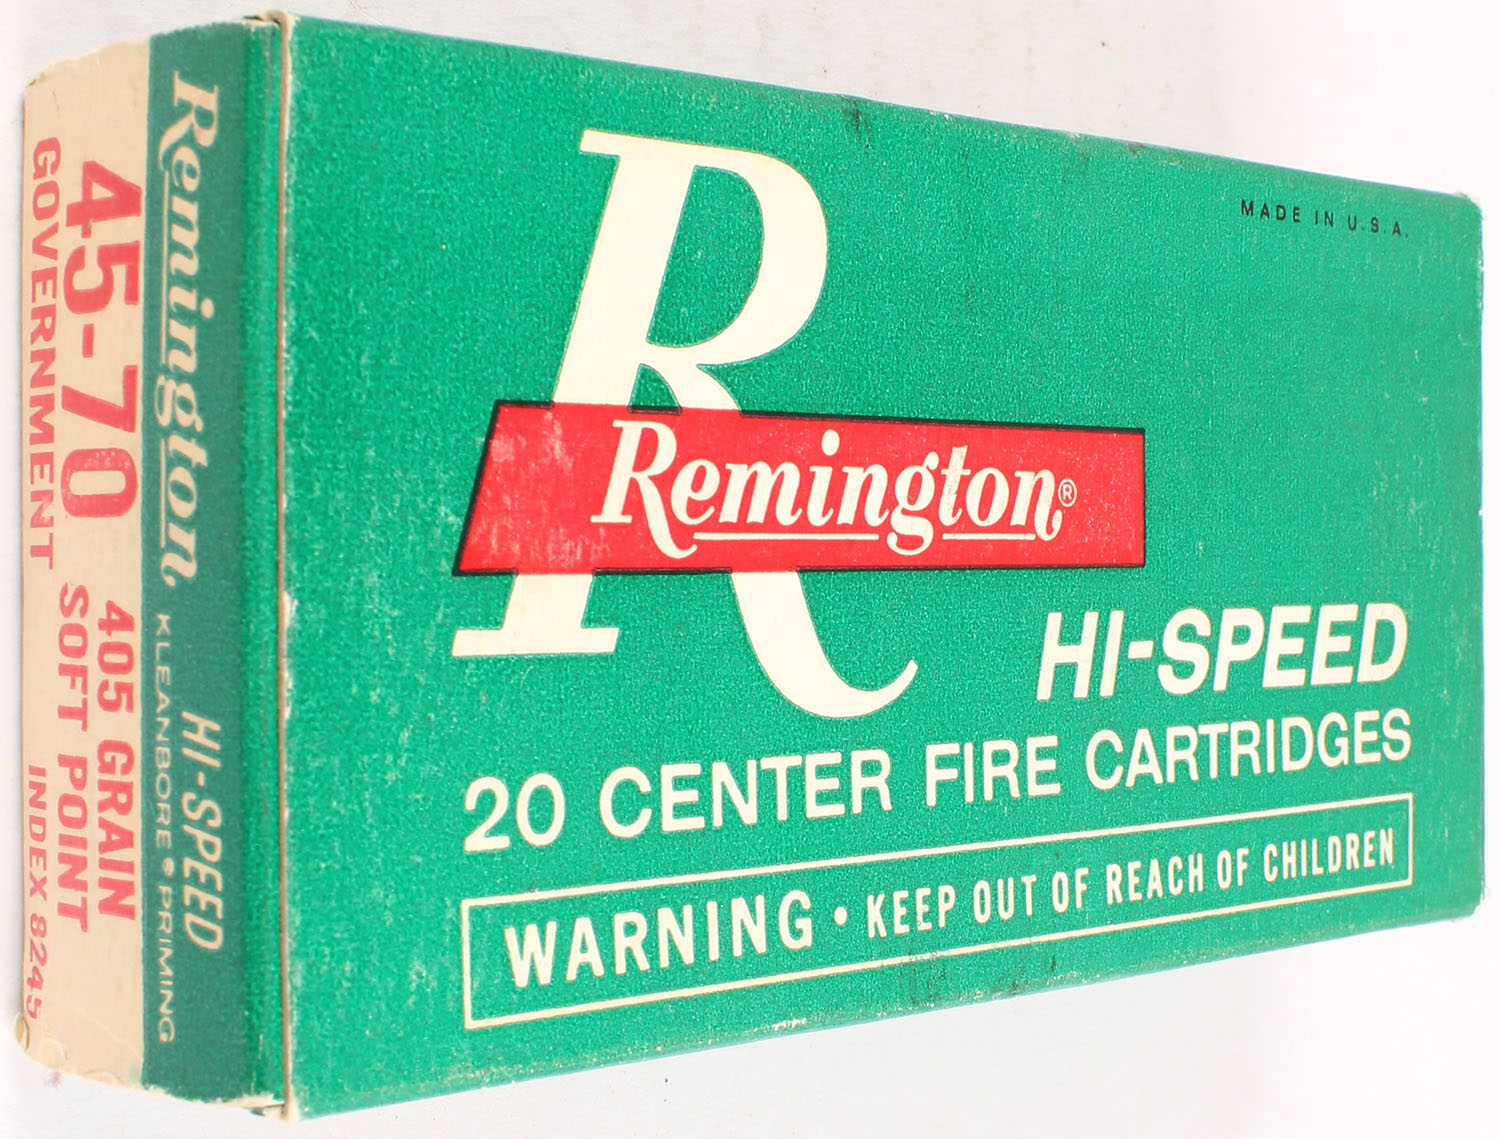 MADE IN U.S.A.
R
Remington®
HI-SPEED
20 CENTER FIRE CARTRIDGES
WARNING • KEEP OUT OF REACH OF CHILDREN
Remington HI-SPEED
KLEANBORE • PRIMING
45-70 405 GRAIN
GOVERNMENT SOFT POINT
INDEX 8245